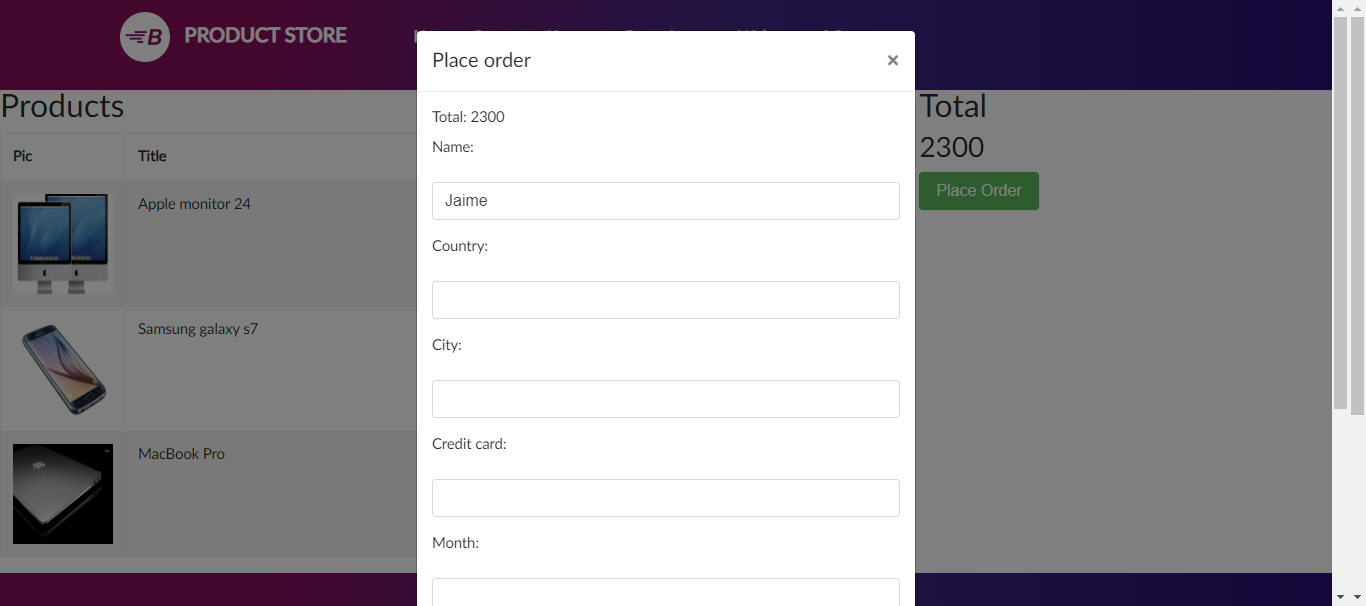 PRODUCT STORE
Products
Pic Title
Apple monitor 24
Samsung galaxy s7
MacBook Pro
Place order ×
Total: 2300
Name:
Jaime
Country:
City:
Credit card:
Month:
Total
2300
Place Order